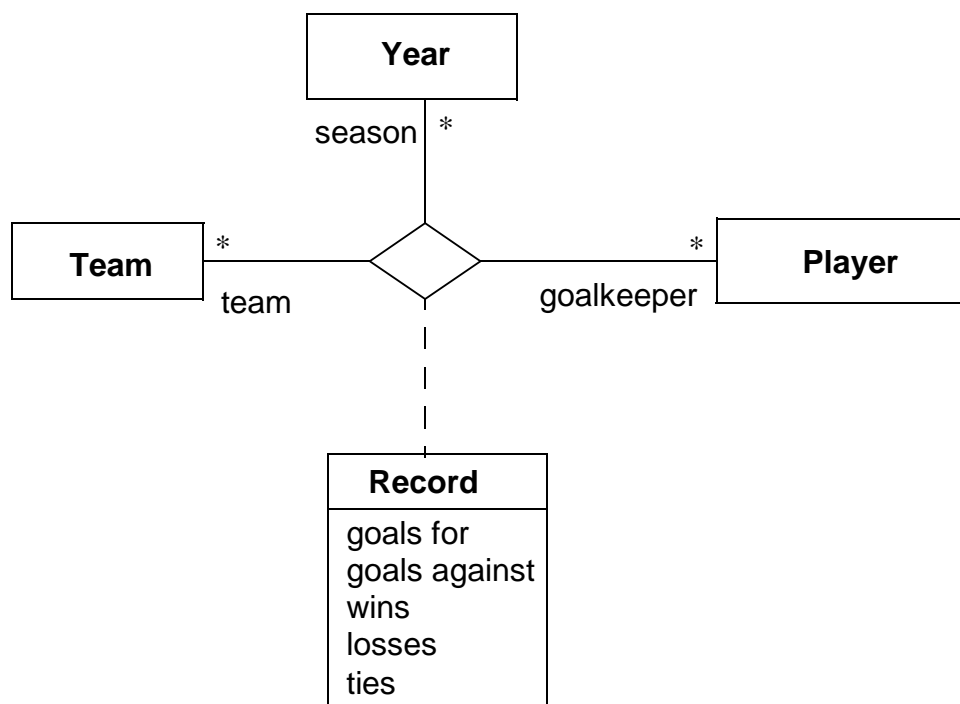 Year
season *
Team
*
team
*
goalkeeper
Player
Record
goals for
goals against
wins
losses
ties